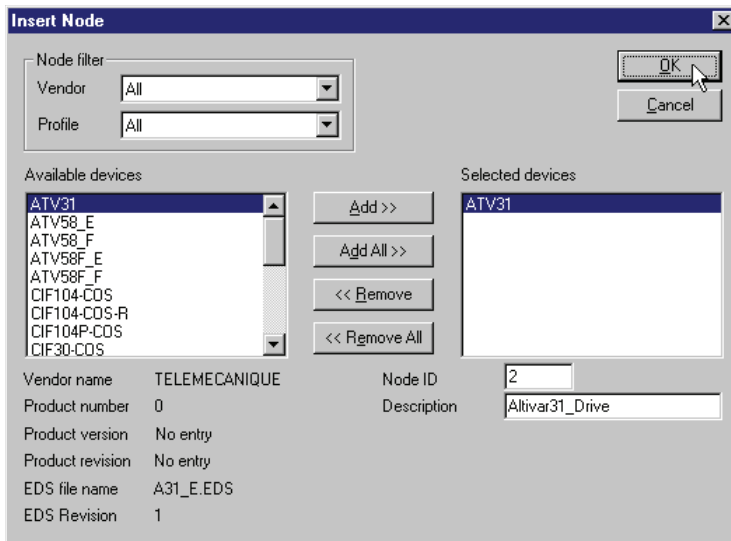 Insert Node
Node filter
Vendor All
Profile All
OK
Cancel
Available devices
ATV31
ATV58_E
ATV58_F
ATV58F_E
ATV58F_F
CIF104-COS
CIF104-COS-R
CIF104P-COS
CIF30-COS
Add >>
Add All >>
<< Remove
<< Remove All
Selected devices
ATV31
Vendor name TELEMECANIQUE
Product number 0
Product version No entry
Product revision No entry
EDS file name A31_E.EDS
EDS Revision 1
Node ID 2
Description Altivar31_Drive